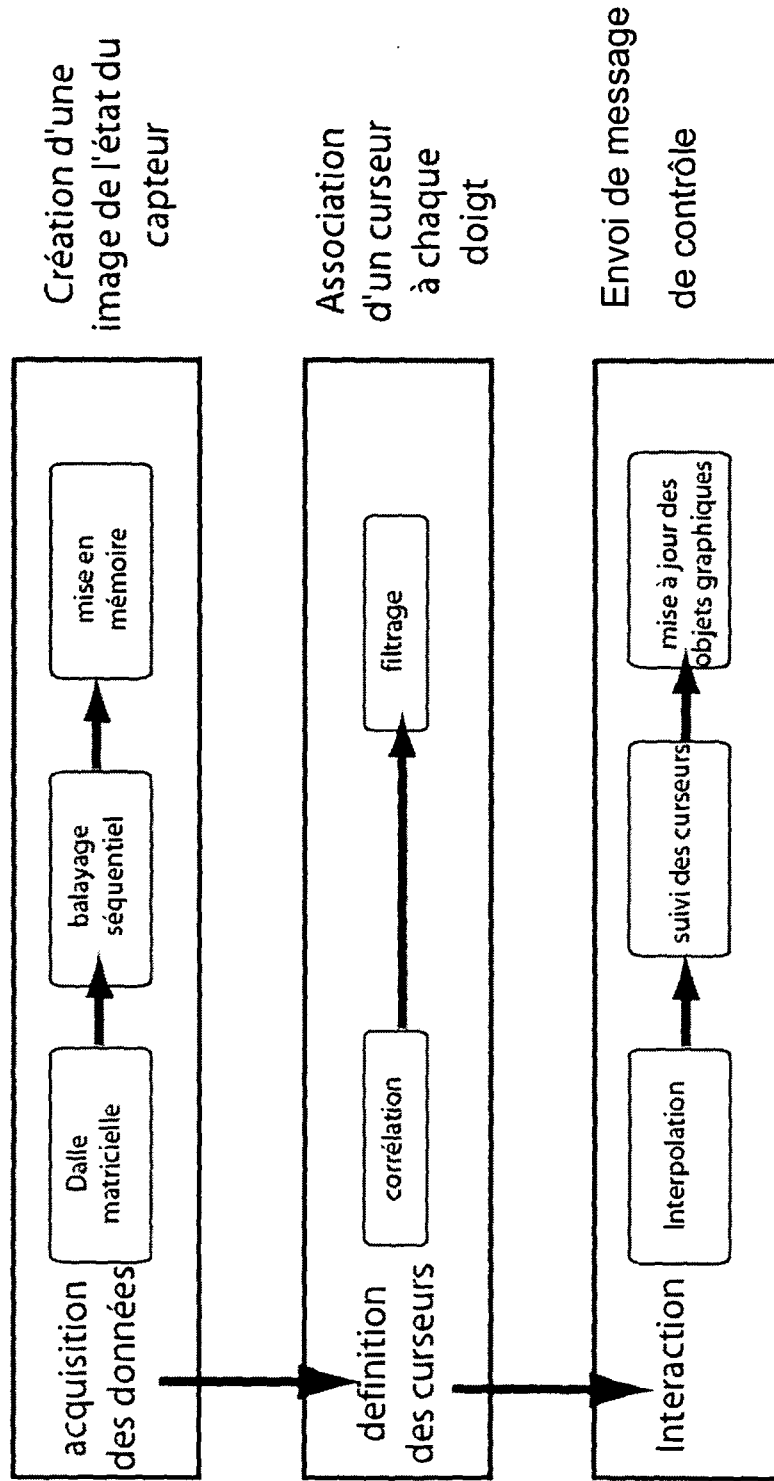 acquisition
des données
Dalle
matricielle
balayage
séquentiel
mise en
mémoire
Création d'une
image de l'état du
capteur
definition
des curseurs
corrélation
filtrage
Association
d'un curseur
à chaque
doigt
Interaction
Interpolation
suivi des curseurs
mise à jour des
objets graphiques
Envoi de message
de contrôle